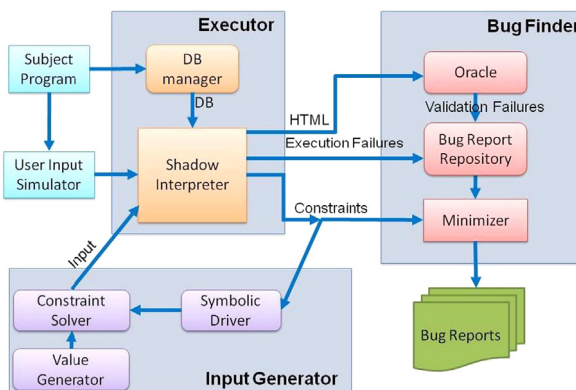 Executor
Bug Finder
Subject
Program
DB
manager
Oracle
DB
HTML
Validation Failures
Execution Failures
Bug Report
Repository
User Input
Simulator
Shadow
Interpreter
Constraints
Minimizer
Input
Constraint
Solver
Symbolic
Driver
Bug Reports
Value
Generator
Input Generator